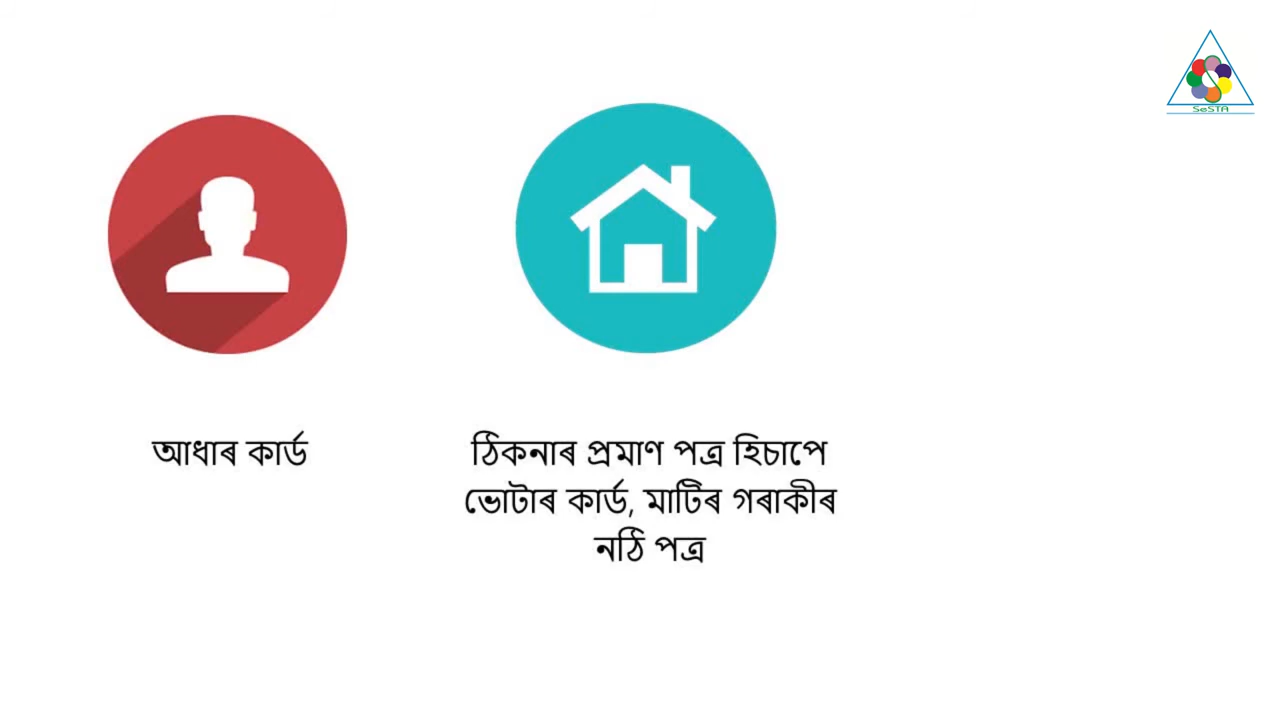 SeSTA
আধাৰ কাৰ্ড
ঠিকনাৰ প্ৰমাণ পত্ৰ হিচাপে
ভোটাৰ কাৰ্ড, মাটিৰ গৰাকীৰ
নঠি পত্ৰ